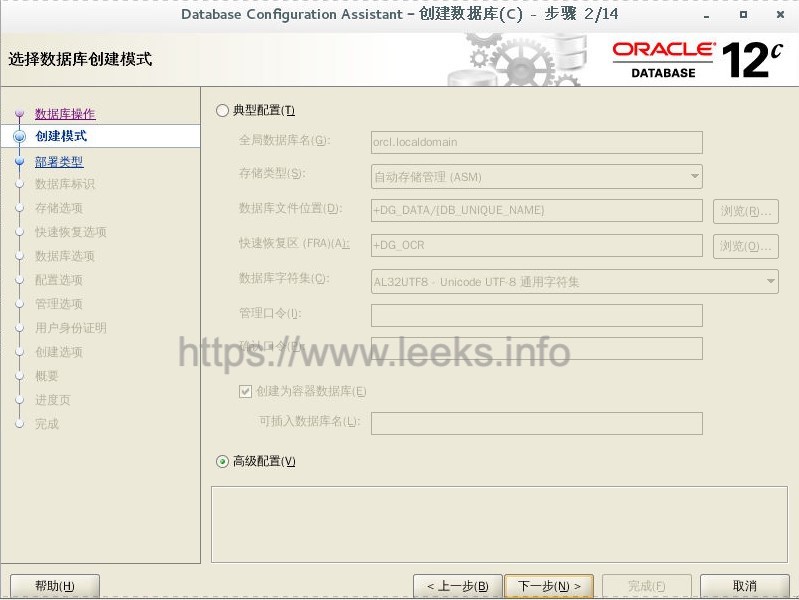 Database Configuration Assistant - 创建数据库(C) - 步骤 2/14
选择数据库创建模式
ORACLE
DATABASE
12c
数据库操作
创建模式
部署类型
数据库标识
存储选项
快速恢复选项
数据库选项
配置选项
管理选项
用户身份证明
创建选项
概要
进度页
完成
典型配置(T)
全局数据库名(G): orcl.localdomain
存储类型(S): 自动存储管理 (ASM)
数据库文件位置(D): +DG_DATA/{DB_UNIQUE_NAME} 浏览(R)...
快速恢复区 (FRA)(A): +DG_OCR 浏览(O)...
数据库字符集(C): AL32UTF8 - Unicode UTF-8 通用字符集
管理口令(I):
确认口令(P):
https://www.leeks.info
创建为容器数据库(E)
可插入数据库名(L):
高级配置(V)
帮助(H) < 上一步(B) 下一步(N) > 完成(F) 取消